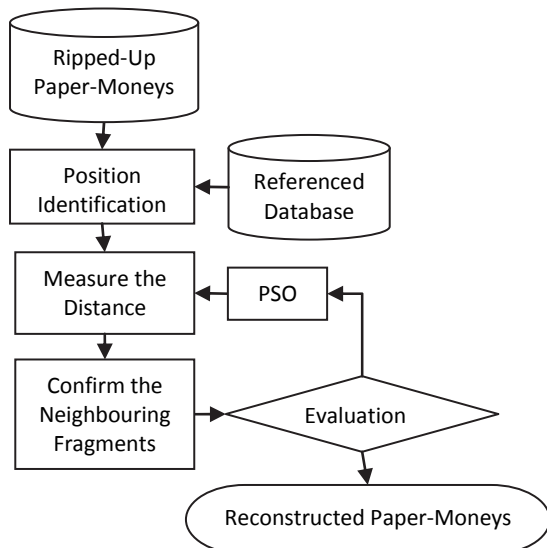 Ripped-Up
Paper-Moneys
Position
Identification
Referenced
Database
Measure the
Distance
PSO
Confirm the
Neighbouring
Fragments
Evaluation
Reconstructed Paper-Moneys